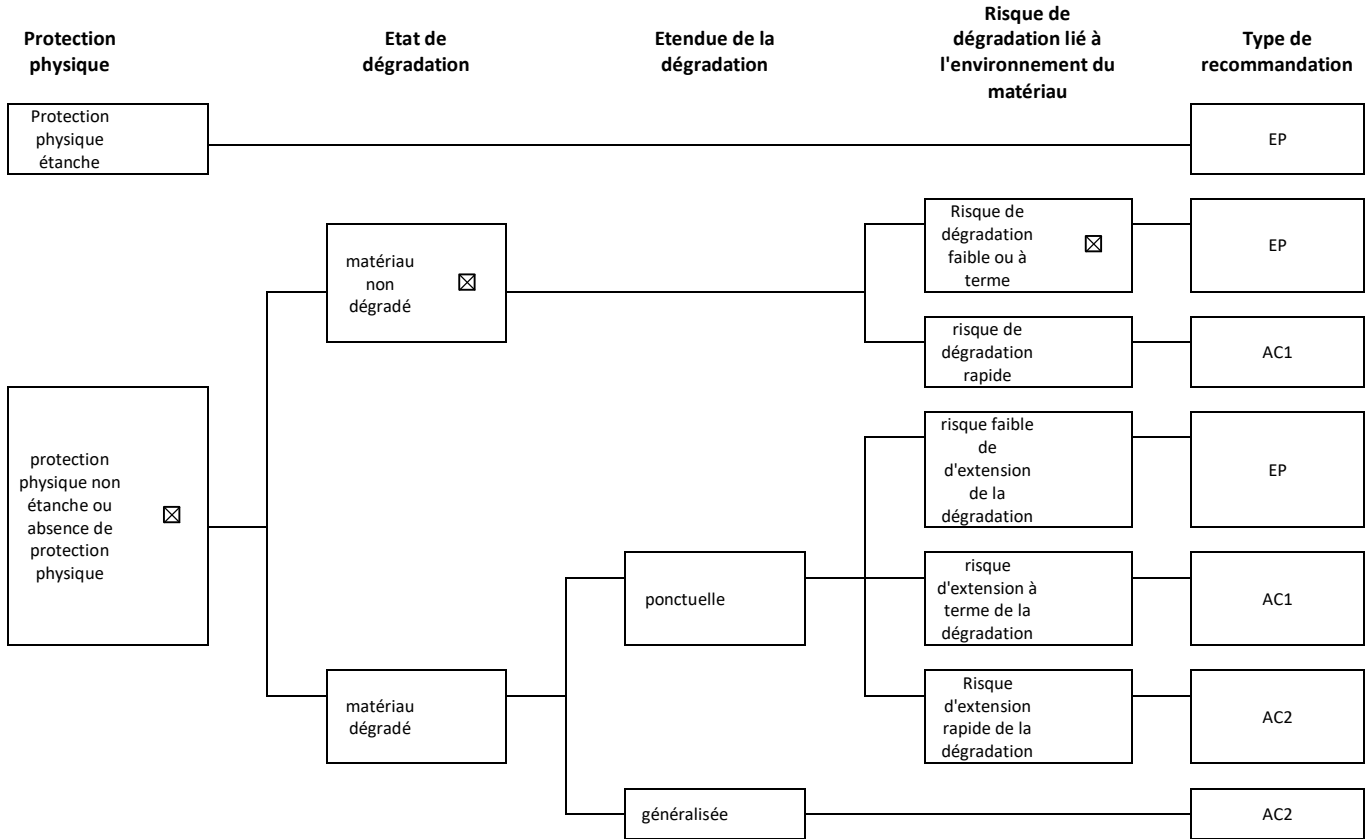 Protection
physique
Etat de
dégradation
Etendue de la
dégradation
Risque de
dégradation lié à
l'environnement du
matériau
Type de
recommandation
Protection
physique
étanche
EP
matériau
non
dégradé
☒
Risque de
dégradation
faible ou à
terme
☒
EP
risque de
dégradation
rapide
AC1
protection
physique non
étanche ou
absence de
protection
physique
☒
risque faible
de
d'extension
de la
dégradation
EP
ponctuelle
risque
d'extension à
terme de la
dégradation
AC1
matériau
dégradé
Risque
d'extension
rapide de la
dégradation
AC2
généralisée
AC2